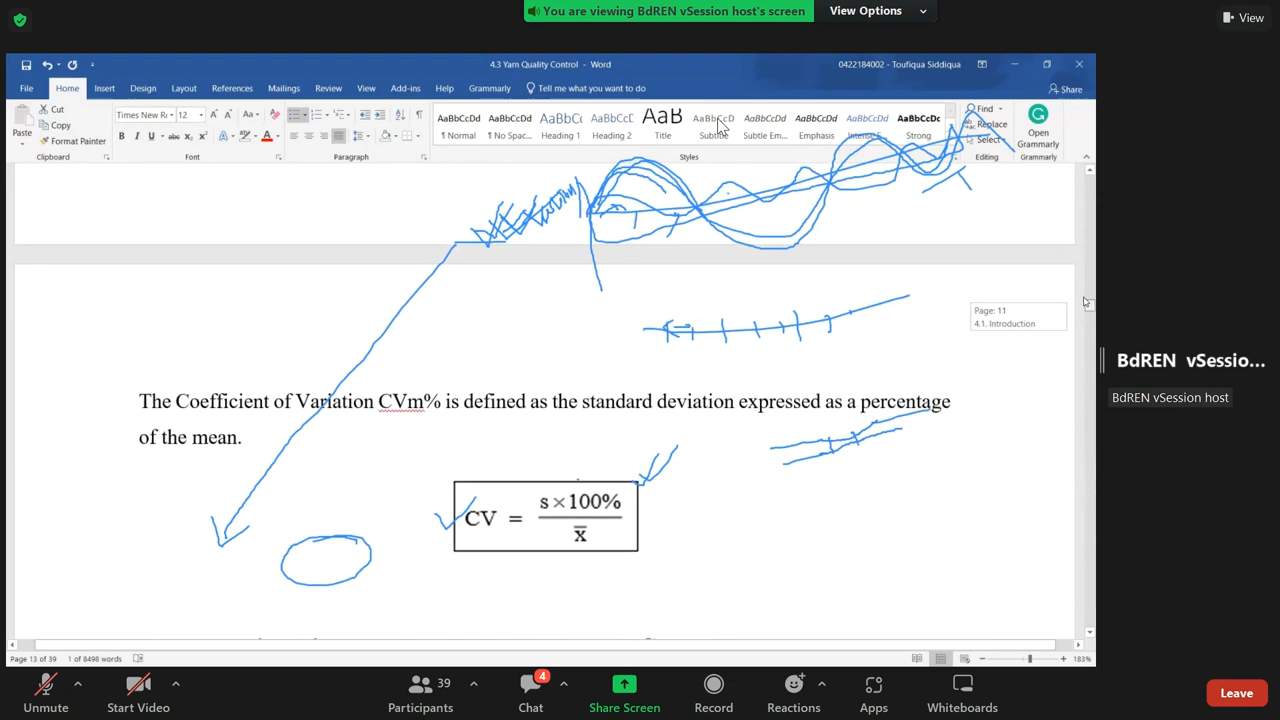 You are viewing BdREN vSession host's screen
View Options
View
4.3 Yarn Quality Control - Word
0422184002 - Toufiqua Siddiqua
File Home Insert Design Layout References Mailings Review View Add-ins Help Grammarly Tell me what you want to do
Share
Paste
Cut
Copy
Format Painter
Clipboard
Times New R
12
Font
Paragraph
AaBbCcDd AaBbCcDd AaBbC AaBbCcE AaB AaBbCcD AaBbCcDd AaBbCcDd AaBbCcDd AaBbCcDc
¶ Normal ¶ No Spac... Heading 1 Heading 2 Title Subtitle Subtle Em... Emphasis Intense E... Strong
Styles
Find
Replace
Select
Editing
Open
Grammarly
Grammarly
Page: 11
4.1. Introduction
The Coefficient of Variation CVm% is defined as the standard deviation expressed as a percentage
of the mean.
CV = s×100% / x̅
BdREN vSessio...
BdREN vSession host
Page 13 of 39 1 of 8498 words
183%
4
39
Unmute
Start Video
Participants
Chat
Share Screen
Record
Reactions
Apps
Whiteboards
Leave